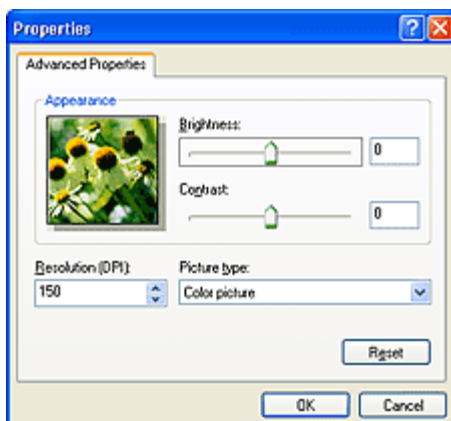 Properties
Advanced Properties
Appearance
Brightness:
0
Contrast:
0
Resolution (DPI):
150
Picture type:
Color picture
Reset
OK
Cancel